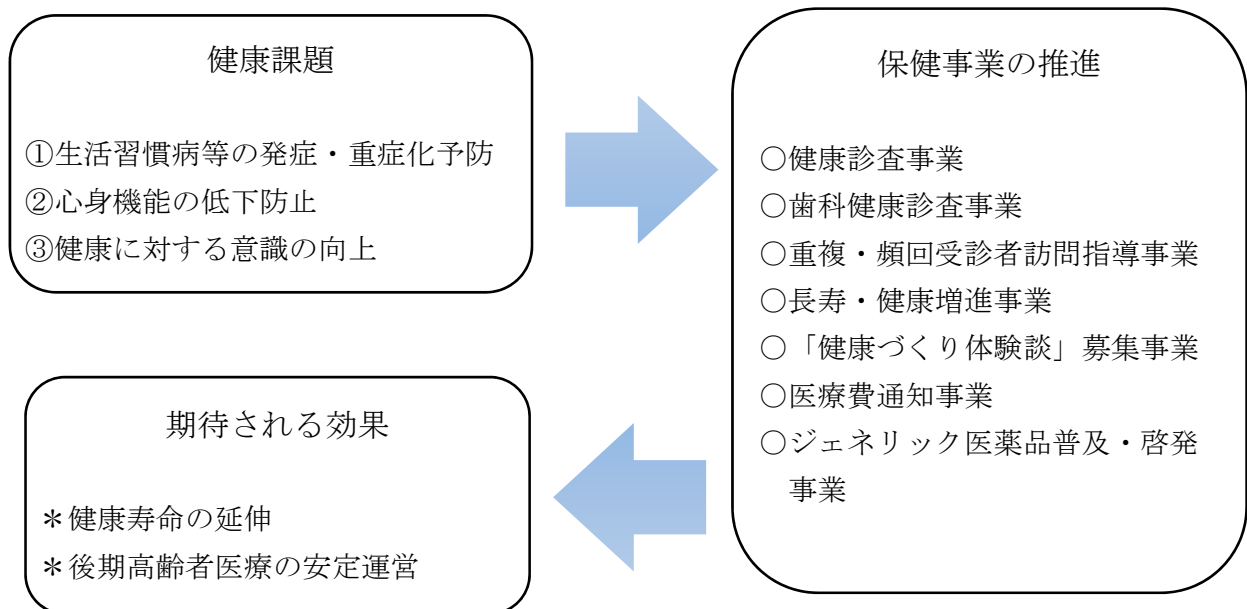 健康課題
①生活習慣病等の発症・重症化予防
②心身機能の低下防止
③健康に対する意識の向上
保健事業の推進
○健康診査事業
○歯科健康診査事業
○重複・頻回受診者訪問指導事業
○長寿・健康増進事業
○「健康づくり体験談」募集事業
○医療費通知事業
○ジェネリック医薬品普及・啓発
事業
期待される効果
＊健康寿命の延伸
＊後期高齢者医療の安定運営